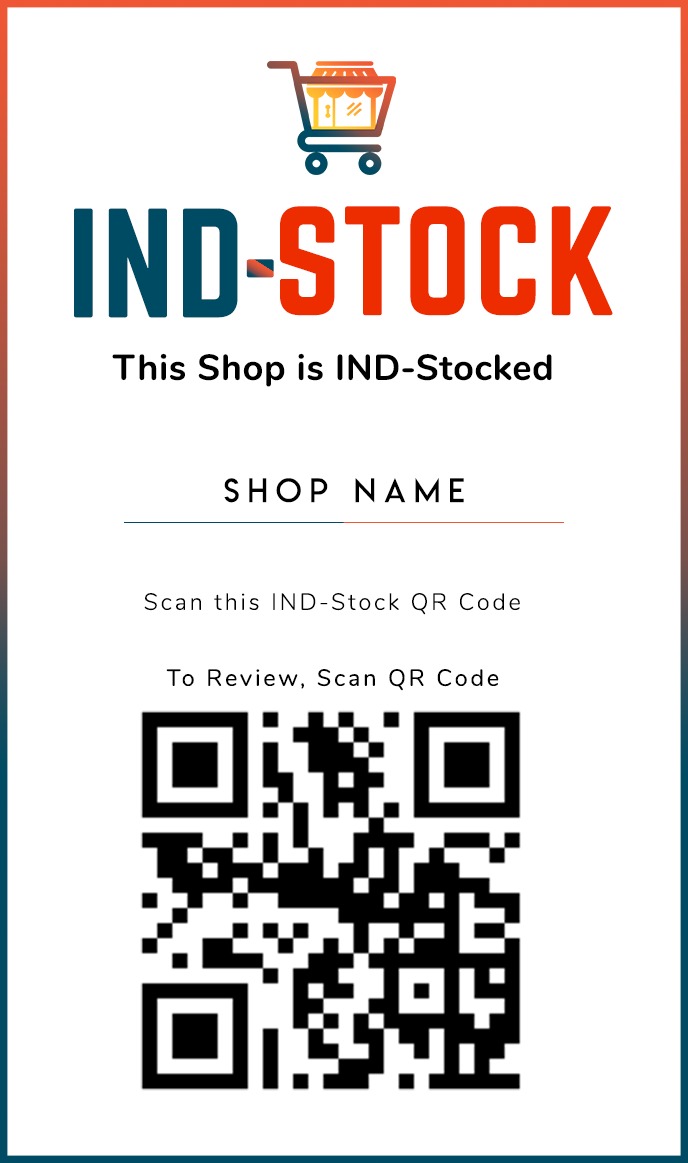 IND-STOCK
This Shop is IND-Stocked
SHOP NAME
Scan this IND-Stock QR Code
To Review, Scan QR Code